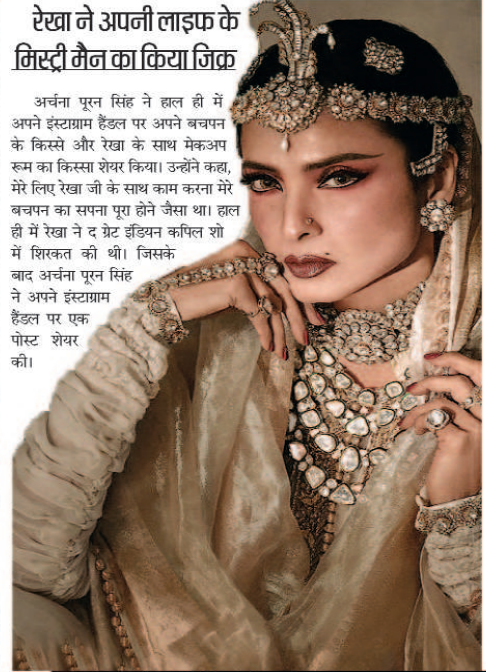 रेखा ने अपनी लाइफ के
मिस्ट्री मैन का किया जिक्र
अर्चना पूरन सिंह ने हाल ही में
अपने इंस्टाग्राम हैंडल पर अपने बचपन
के किस्से और रेखा के साथ मेकअप
रूम का किस्सा शेयर किया। उन्होंने कहा,
मेरे लिए रेखा जी के साथ काम करना मेरे
बचपन का सपना पूरा होने जैसा था। हाल
ही में रेखा ने द ग्रेट इंडियन कपिल शो
में शिरकत की थी। जिसके
बाद अर्चना पूरन सिंह
ने अपने इंस्टाग्राम
हैंडल पर एक
पोस्ट शेयर
की।